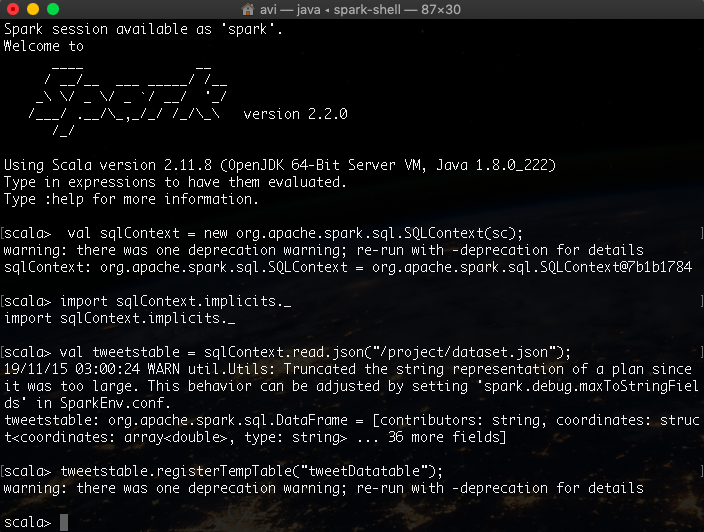 avi — java ◂ spark-shell — 87×30
Spark session available as 'spark'.
Welcome to
      ____              __
     / __/__  ___ _____/ /__
    _\ \/ _ \/ _ `/ __/  '_/
   /___/ .__/\_,_/_/ /_/\_\   version 2.2.0
      /_/
Using Scala version 2.11.8 (OpenJDK 64-Bit Server VM, Java 1.8.0_222)
Type in expressions to have them evaluated.
Type :help for more information.
[scala>  val sqlContext = new org.apache.spark.sql.SQLContext(sc); ]
warning: there was one deprecation warning; re-run with -deprecation for details
sqlContext: org.apache.spark.sql.SQLContext = org.apache.spark.sql.SQLContext@7b1b1784
[scala> import sqlContext.implicits._ ]
import sqlContext.implicits._
[scala> val tweetstable = sqlContext.read.json("/project/dataset.json"); ]
19/11/15 03:00:24 WARN util.Utils: Truncated the string representation of a plan since
it was too large. This behavior can be adjusted by setting 'spark.debug.maxToStringFiel
ds' in SparkEnv.conf.
tweetstable: org.apache.spark.sql.DataFrame = [contributors: string, coordinates: struc
t<coordinates: array<double>, type: string> ... 36 more fields]
[scala> tweetstable.registerTempTable("tweetDatatable"); ]
warning: there was one deprecation warning; re-run with -deprecation for details
scala>